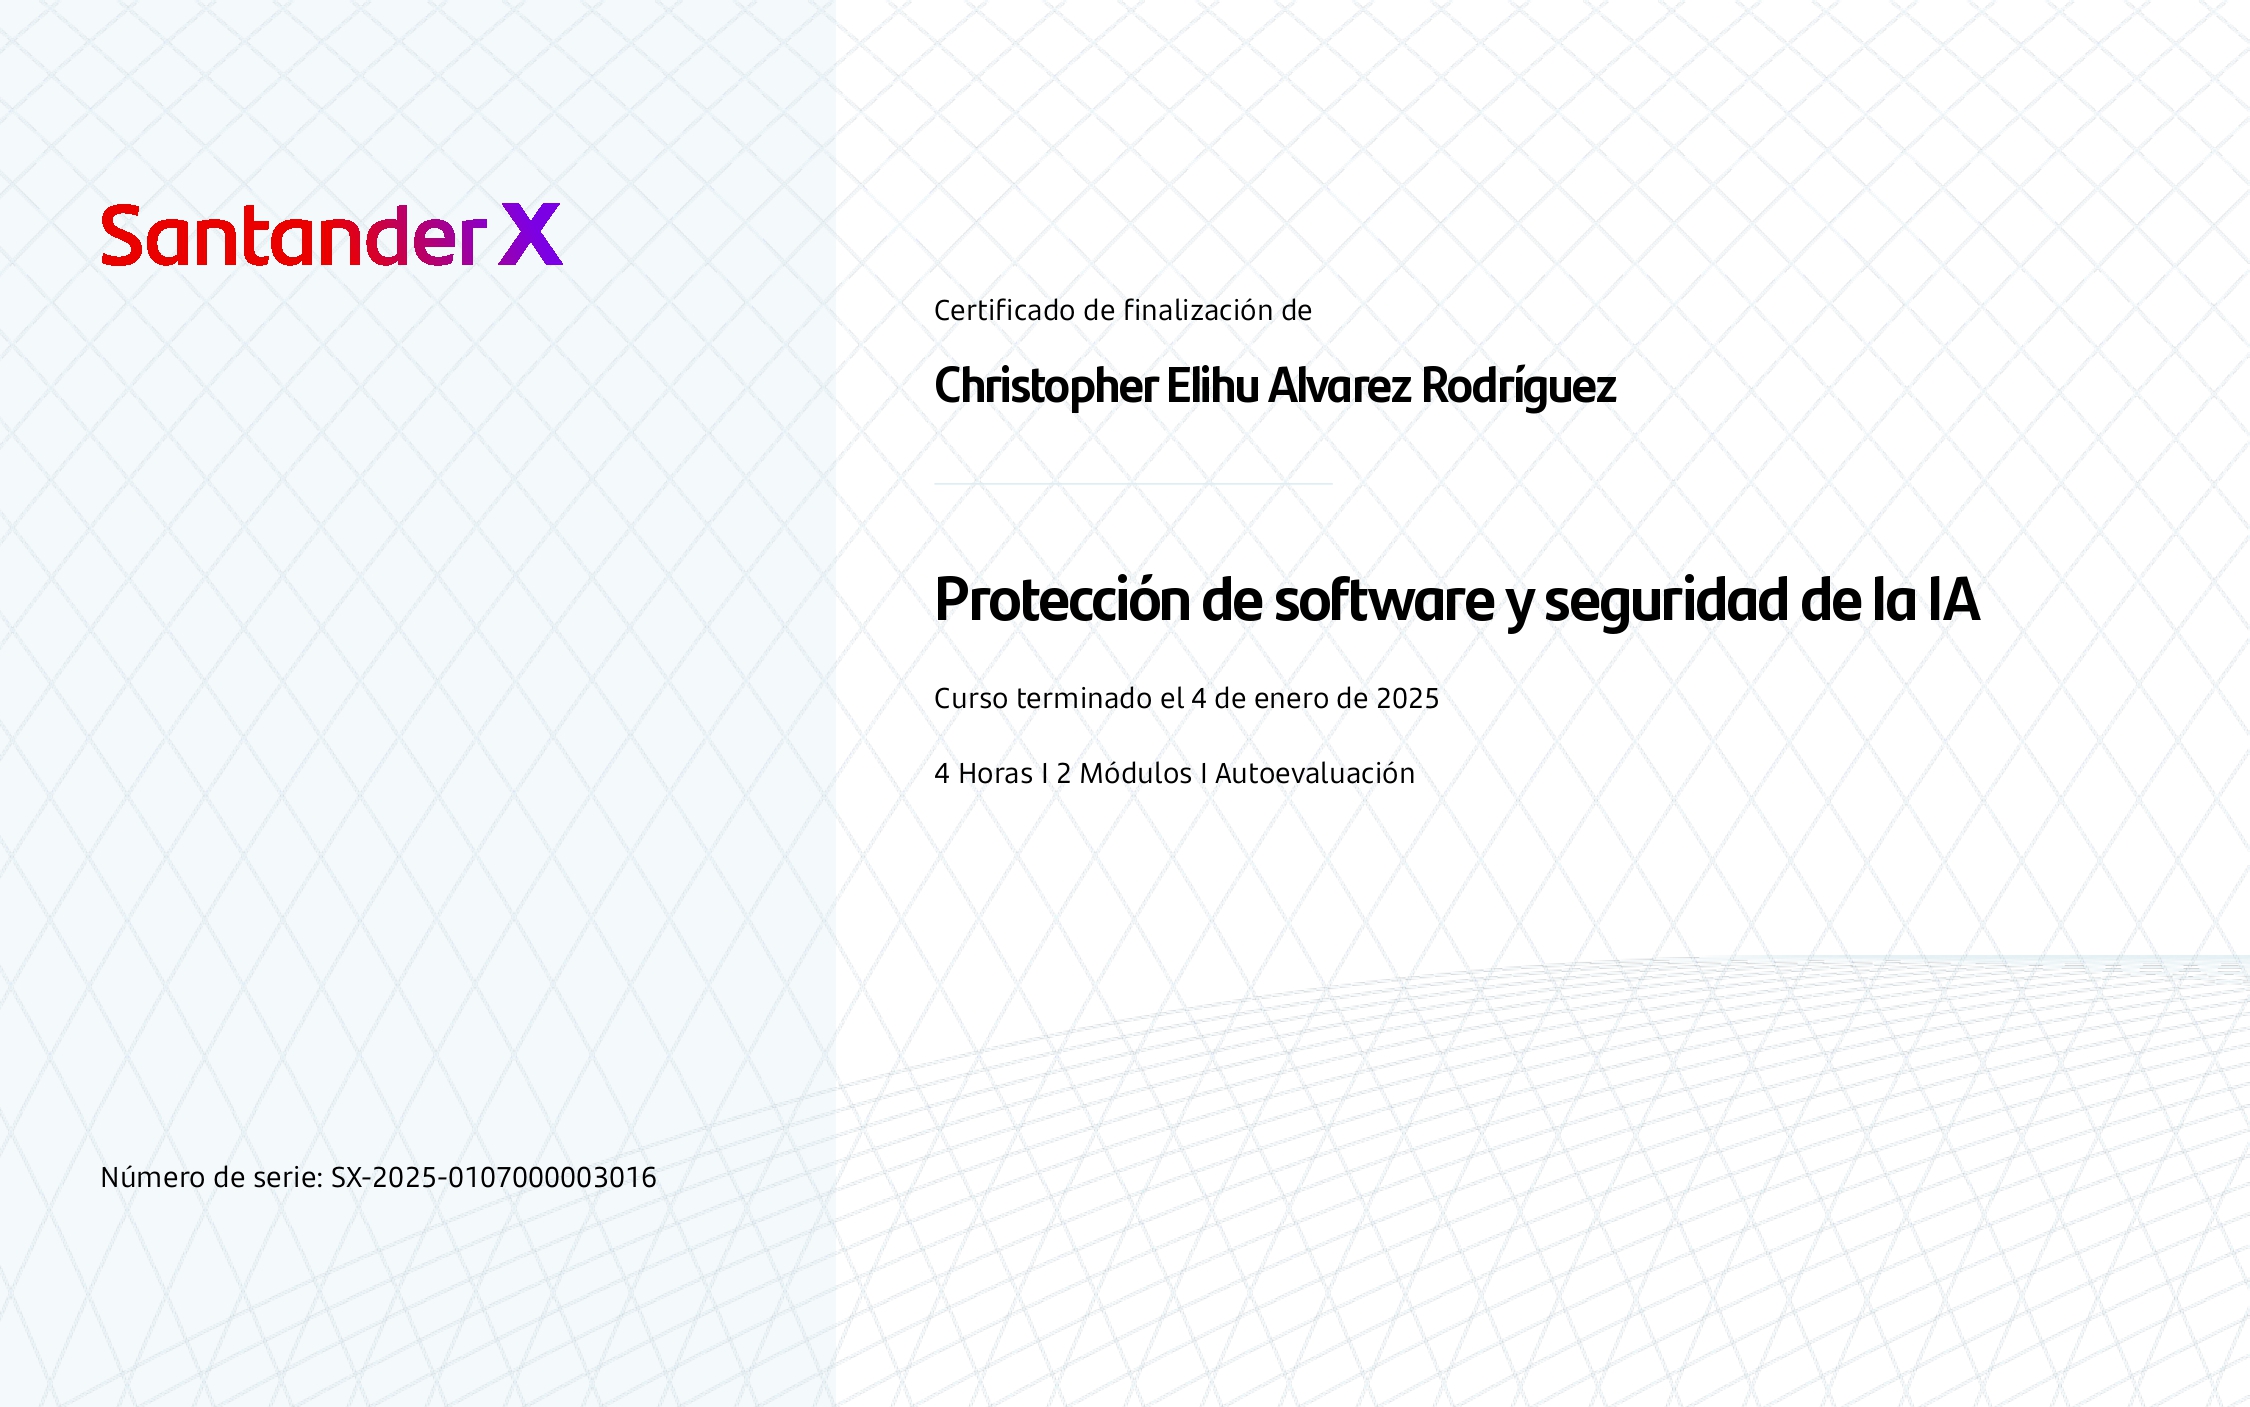 Santander X
Certificado de finalización de
Christopher Elihu Alvarez Rodríguez
Protección de software y seguridad de la IA
Curso terminado el 4 de enero de 2025
4 Horas I 2 Módulos I Autoevaluación
Número de serie: SX-2025-0107000003016